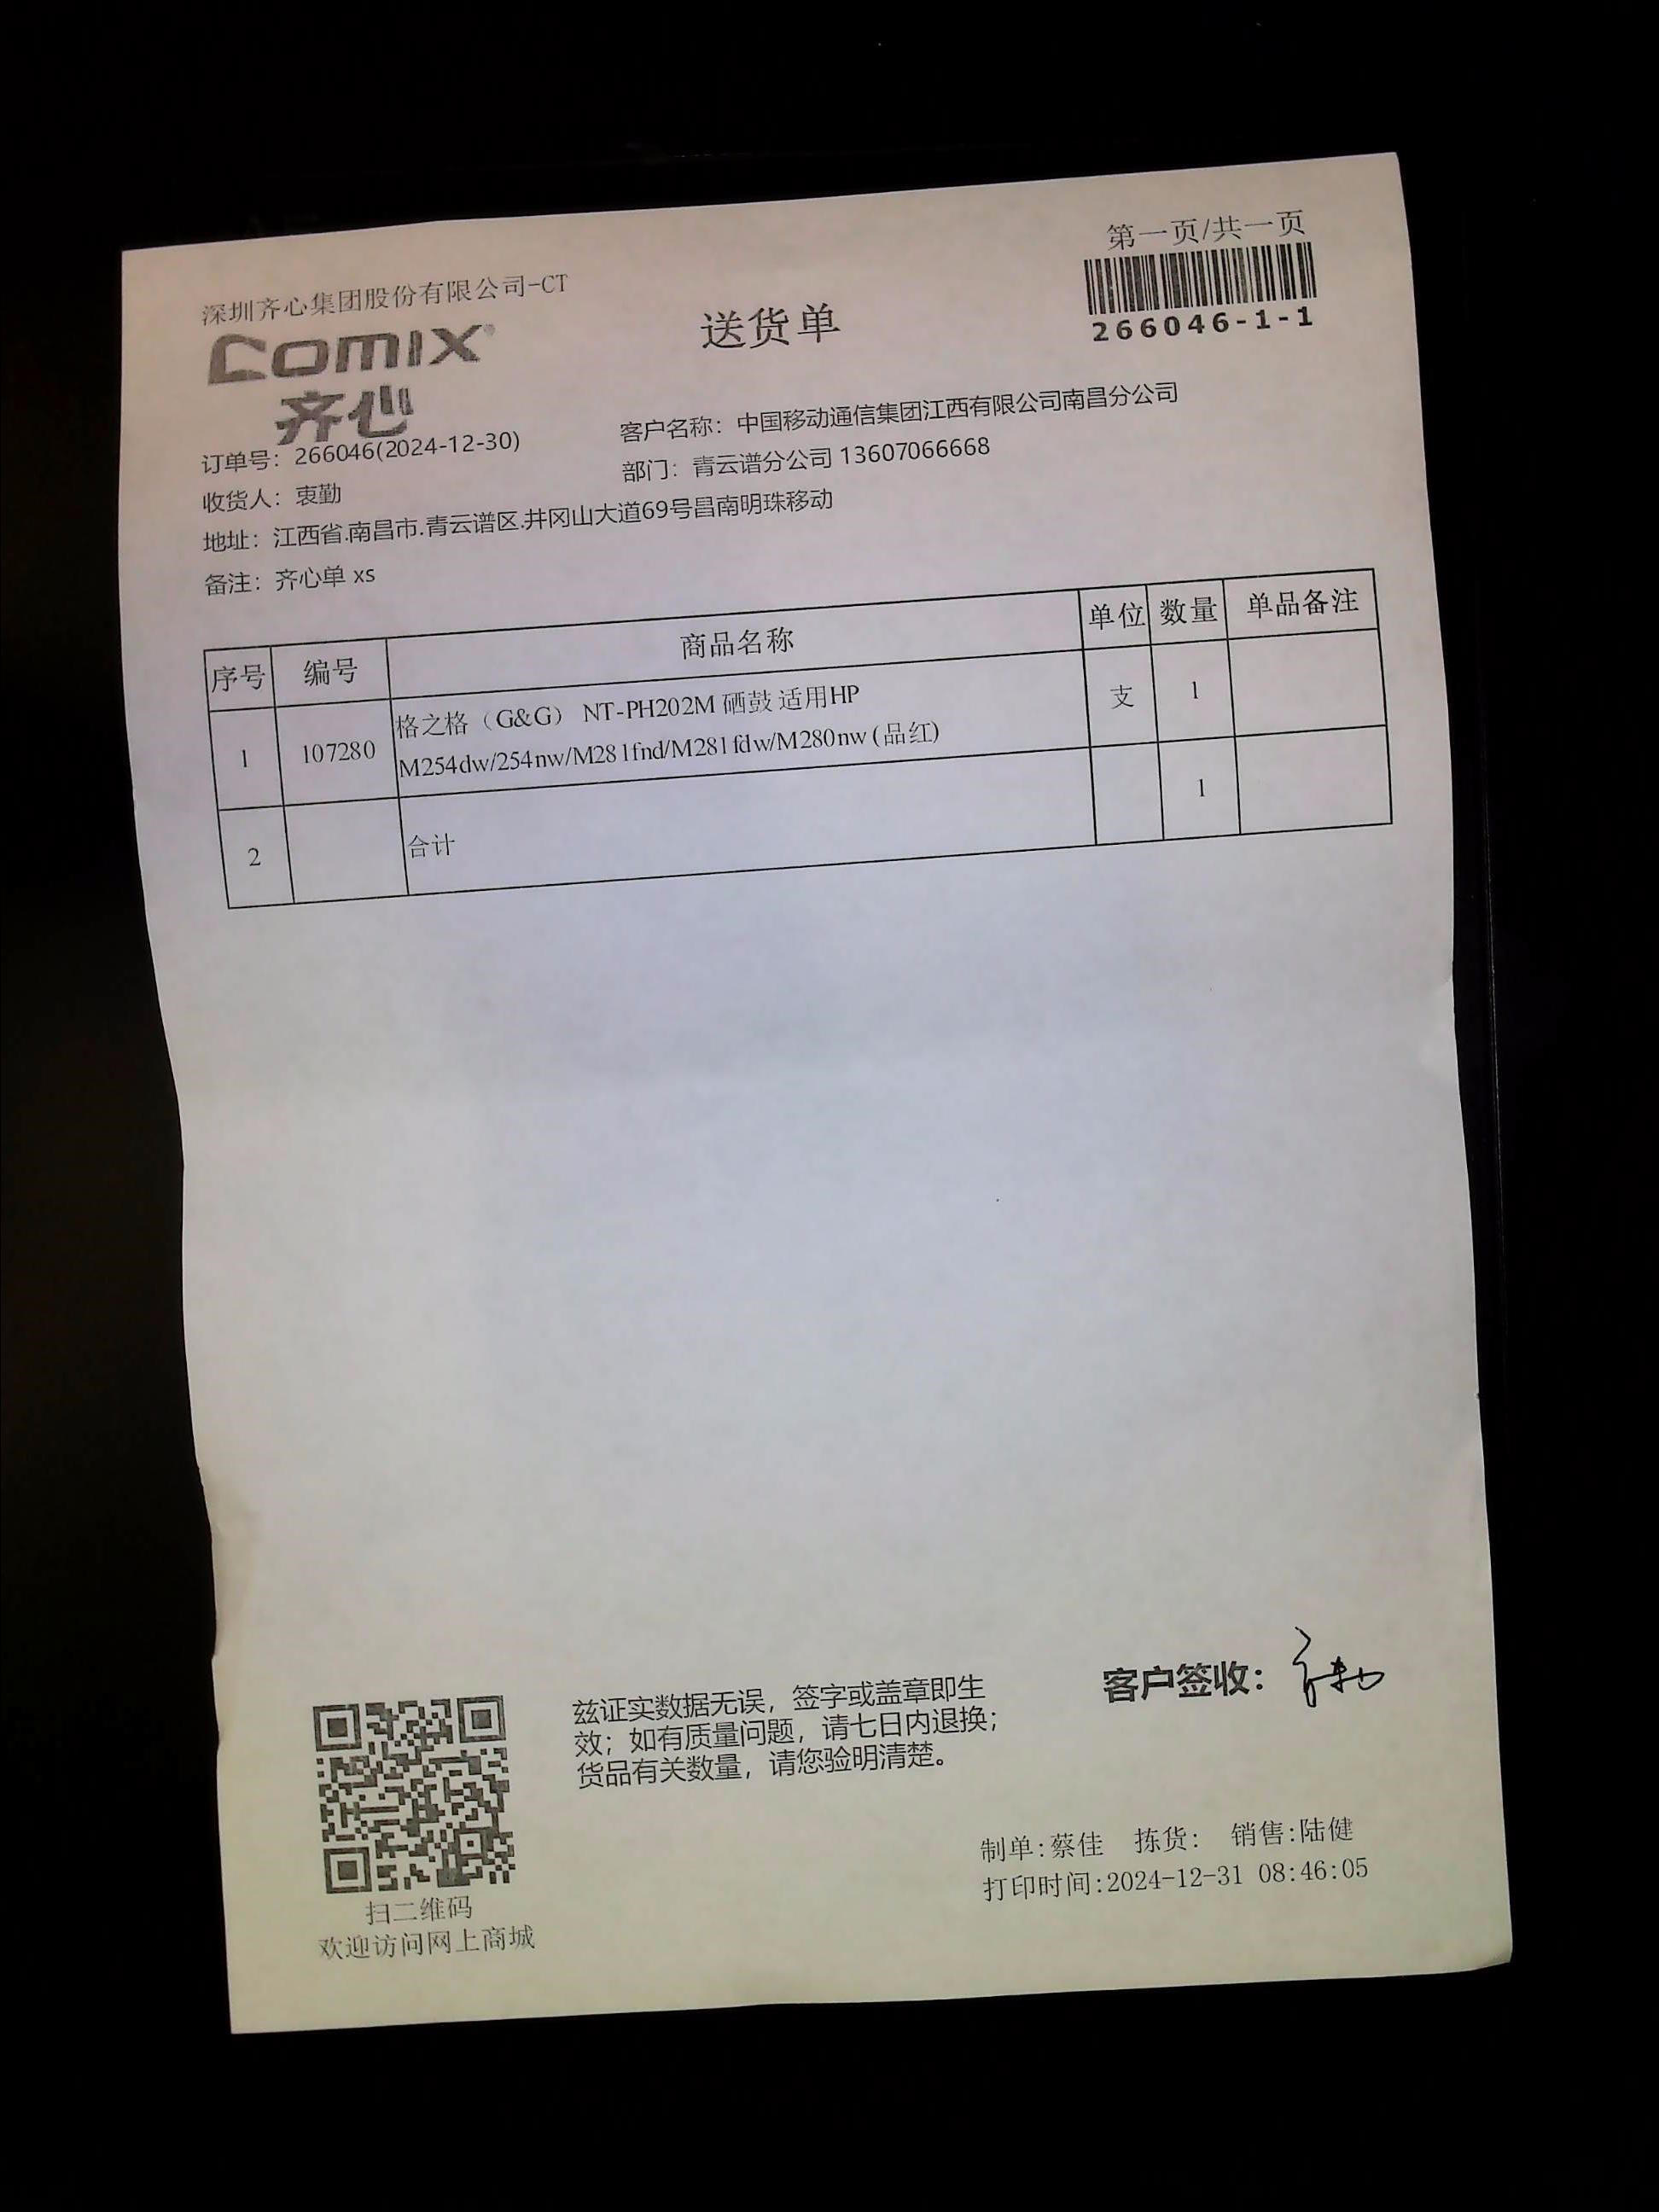 第一页/共一页
深圳齐心集团股份有限公司-CT
comix
齐心
送货单
266046-1-1
订单号：266046(2024-12-30)
客户名称：中国移动通信集团江西有限公司南昌分公司
收货人：衷勤
部门：青云谱分公司 13607066668
地址：江西省.南昌市.青云谱区.井冈山大道69号昌南明珠移动
备注：齐心单 xs
序号 编号 商品名称 单位 数量 单品备注
1 107280 格之格（G&G） NT-PH202M 硒鼓 适用HP 支 1
M254dw/254nw/M281fnd/M281fdw/M280nw (品红)
2 合计 1
客户签收：
兹证实数据无误，签字或盖章即生
效；如有质量问题，请七日内退换；
货品有关数量，请您验明清楚。
制单:蔡佳 拣货: 销售:陆健
打印时间:2024-12-31 08:46:05
扫二维码
欢迎访问网上商城